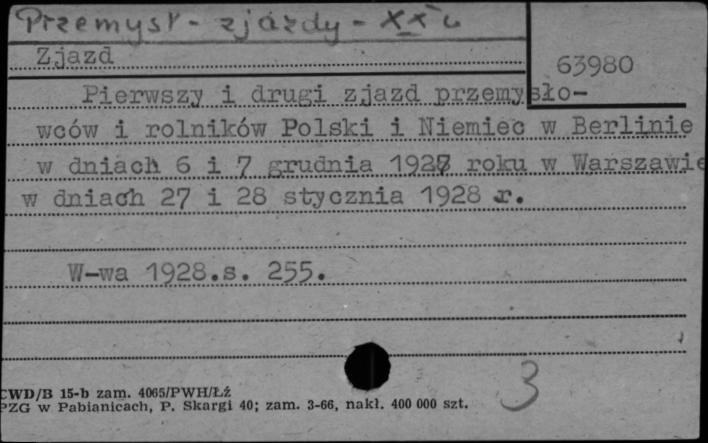 Przemysł - zjazdy - XX w
Zjazd
63980
Pierwszy i drugi zjazd przemysło-
wców i rolników Polski i Niemiec w Berlinie
w dniach 6 i 7 grudnia 1927 roku w Warszawie
w dniach 27 i 28 stycznia 1928 r.
W-wa 1928.s. 255.
3
CWD/B 15-b zam. 4065/PWH/Łź
PZG w Pabianicach, P. Skargi 40; zam. 3-66, nakł. 400 000 szt.